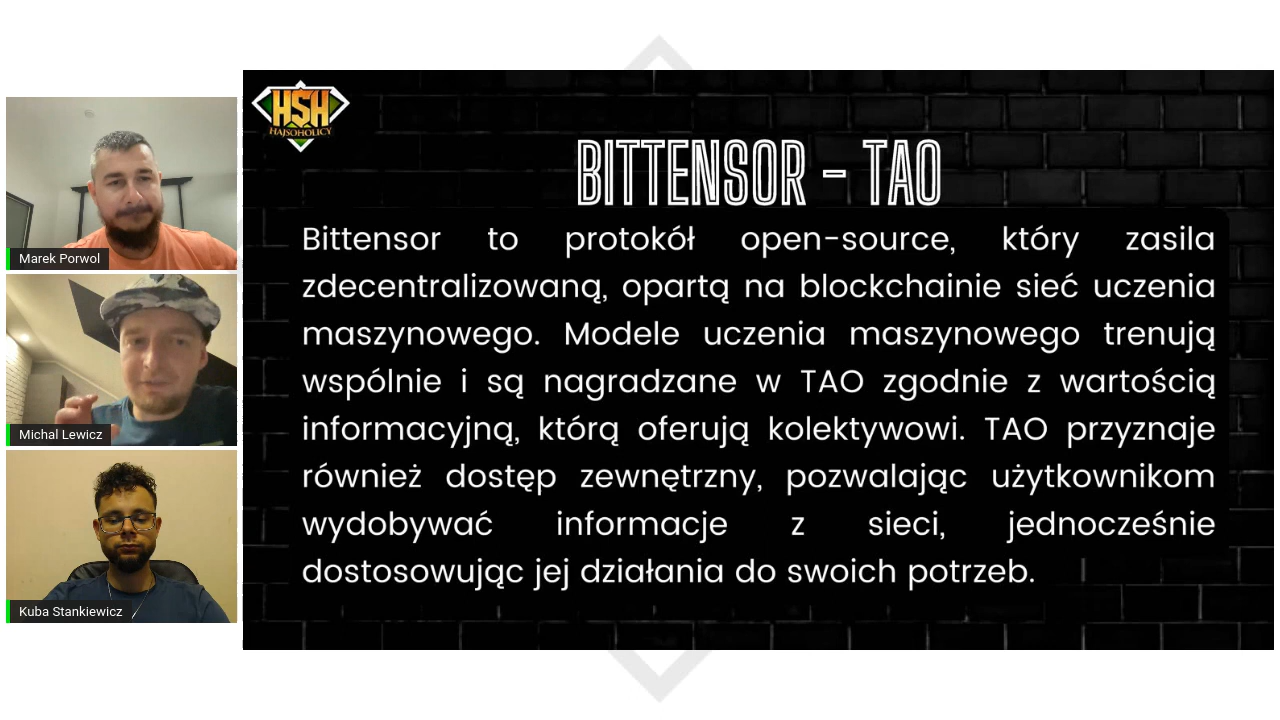 HSH
HAJSOHOLICY
BITTENSOR - TAO
Bittensor to protokół open-source, który zasila
zdecentralizowaną, opartą na blockchainie sieć uczenia
maszynowego. Modele uczenia maszynowego trenują
wspólnie i są nagradzane w TAO zgodnie z wartością
informacyjną, którą oferują kolektywowi. TAO przyznaje
również dostęp zewnętrzny, pozwalając użytkownikom
wydobywać informacje z sieci, jednocześnie
dostosowując jej działania do swoich potrzeb.
Marek Porwol
Michal Lewicz
Kuba Stankiewicz